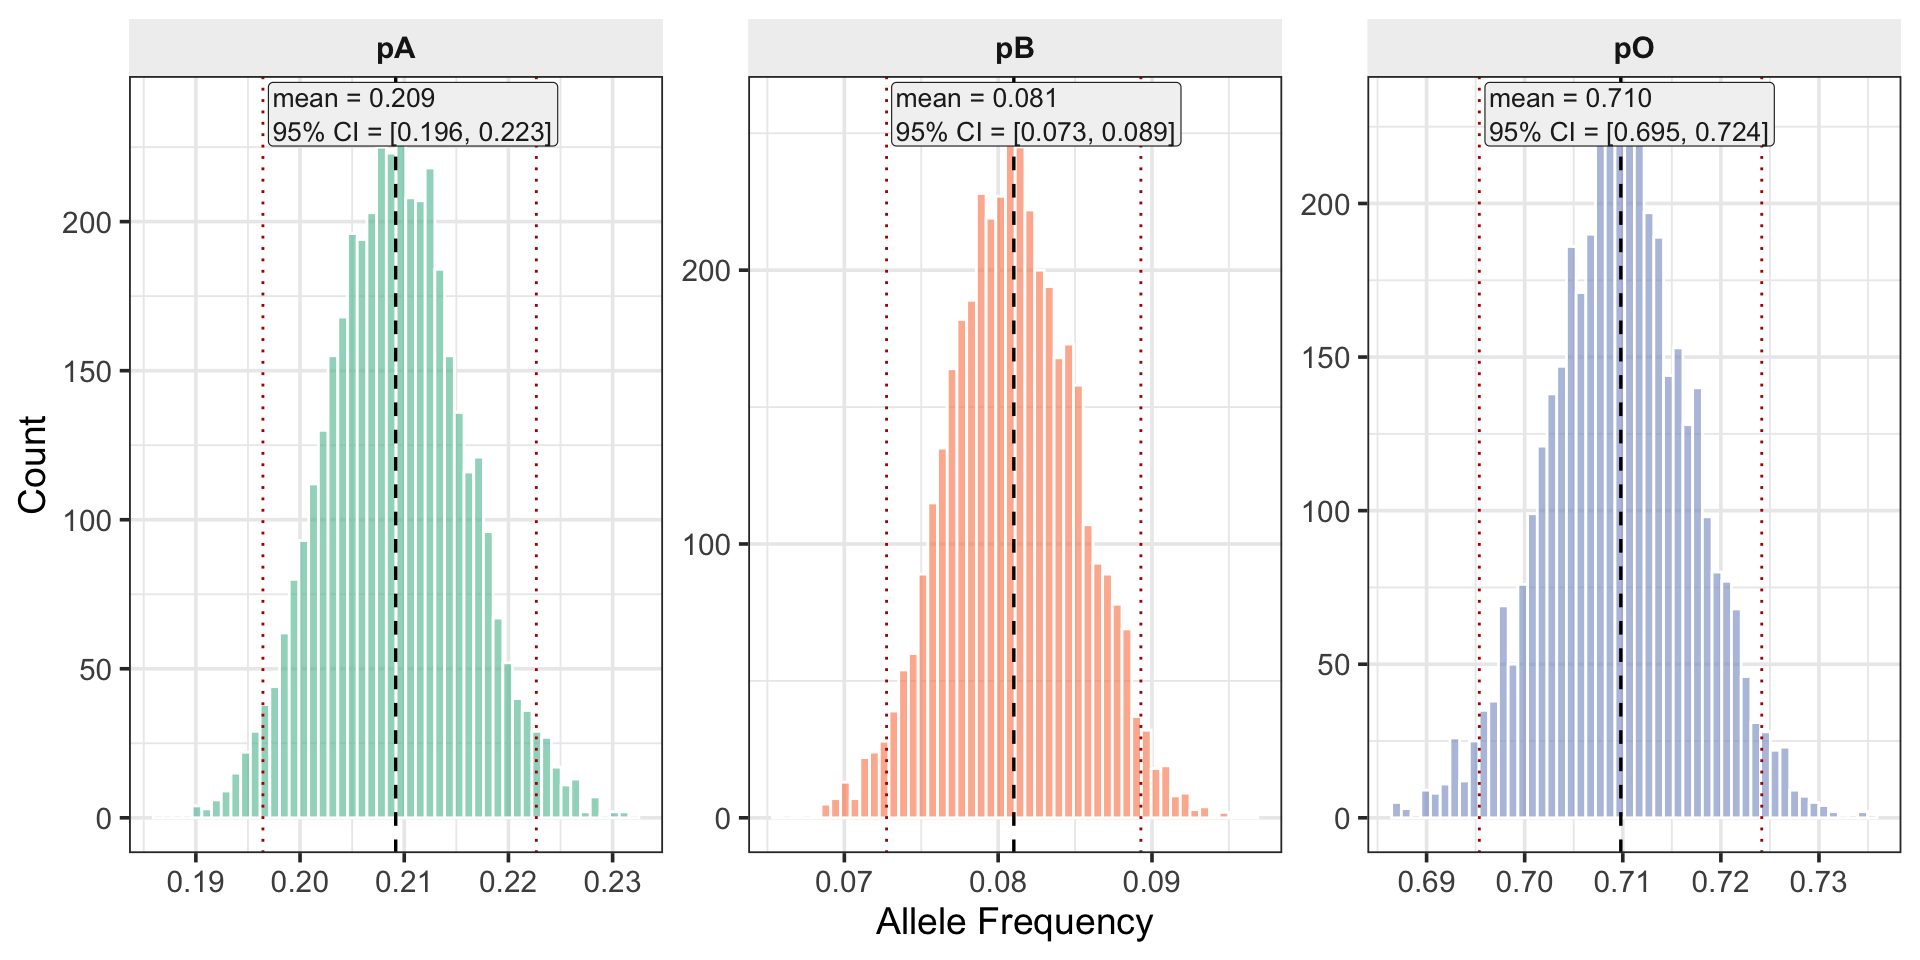 pA
pB
pO
mean = 0.209
95% CI = [0.196, 0.223]
mean = 0.081
95% CI = [0.073, 0.089]
mean = 0.710
95% CI = [0.695, 0.724]
Count
200
150
100
50
0
200
100
0
200
150
100
50
0
0.19 0.20 0.21 0.22 0.23
0.07 0.08 0.09
0.69 0.70 0.71 0.72 0.73
Allele Frequency